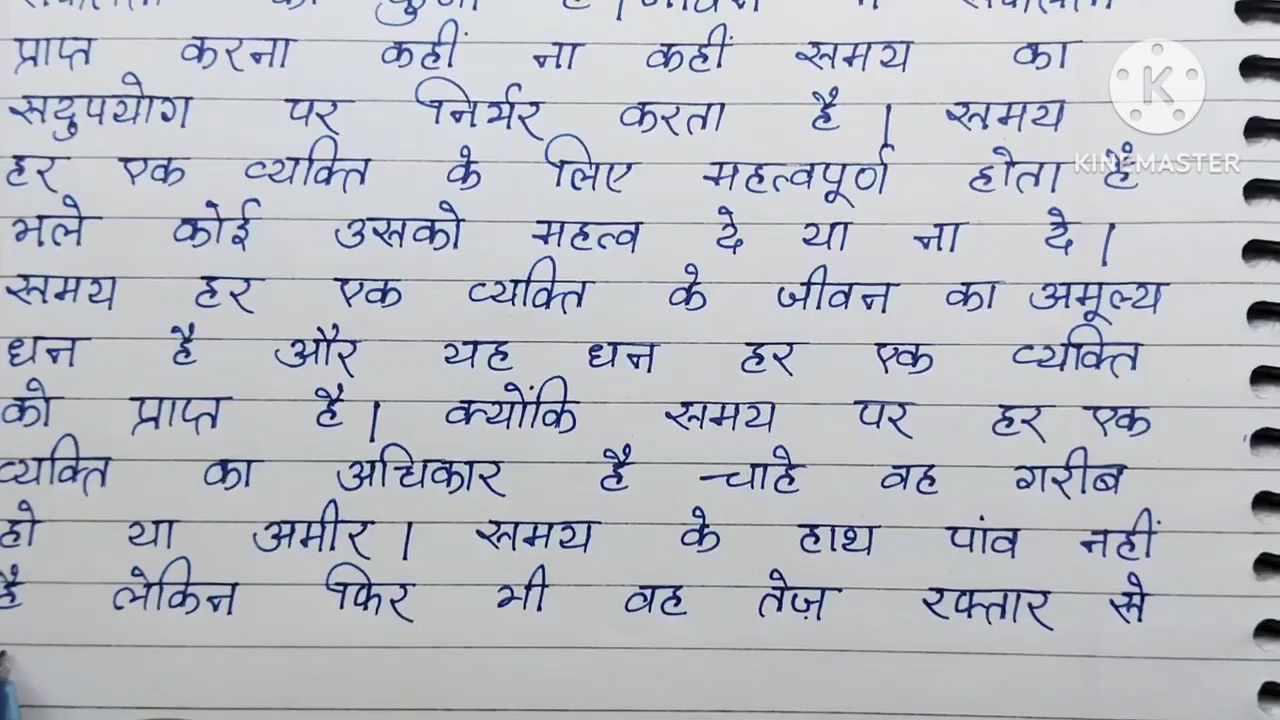 प्राप्त करना कहीं ना कहीं समय का
सदुपयोग पर निर्भर करता है । समय
हर एक व्यक्ति के लिए महत्वपूर्ण होता है
भले कोई उसको महत्व दे या ना दे ।
समय हर एक व्यक्ति के जीवन का अमूल्य
धन है और यह धन हर एक व्यक्ति
को प्राप्त है । क्योंकि समय पर हर एक
व्यक्ति का अधिकार है चाहे वह गरीब
हो या अमीर । समय के हाथ पांव नहीं
है लेकिन फिर भी वह तेज़ रफ्तार से
K
KINEMASTER